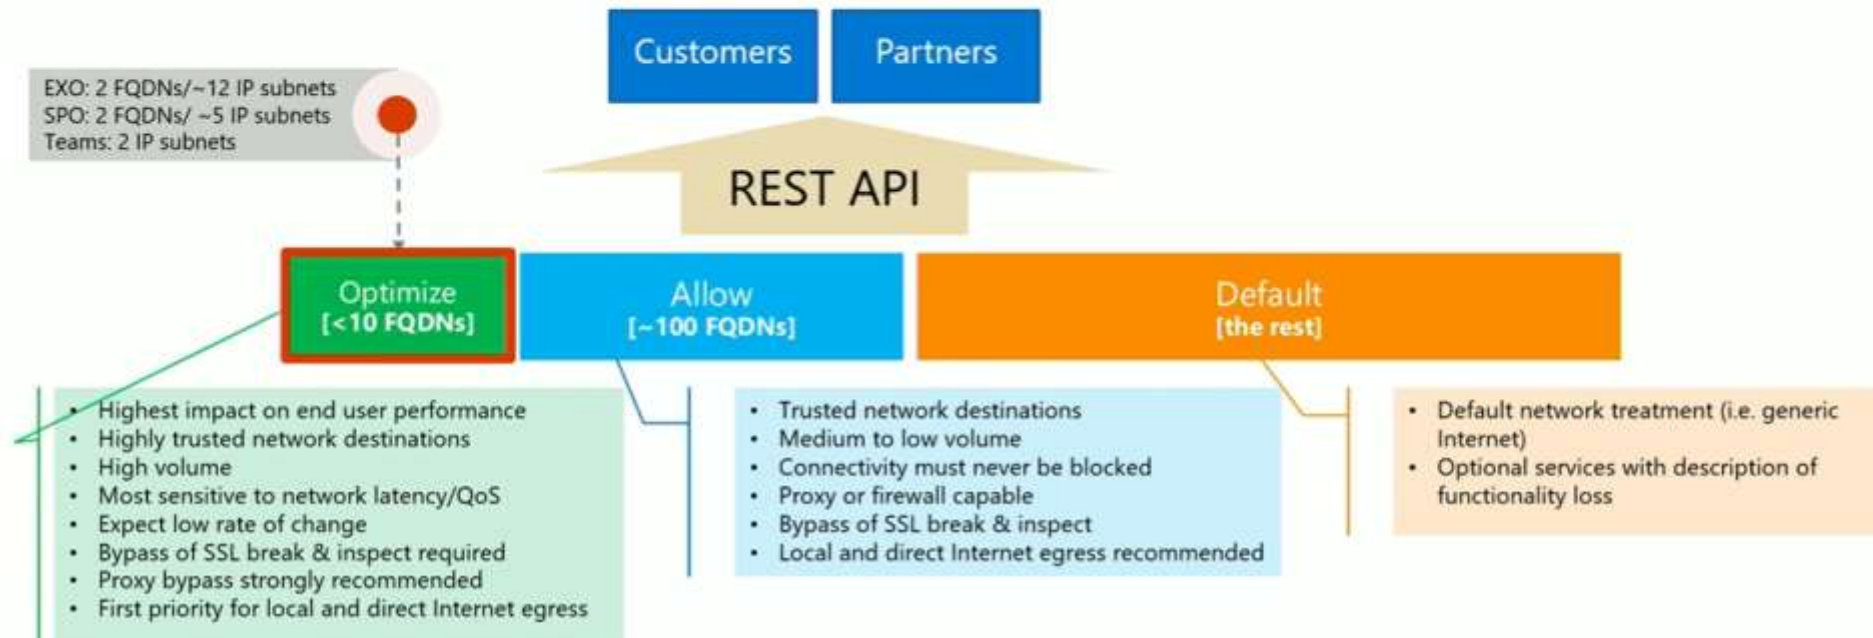 Customers
Partners
EXO: 2 FQDNs/~12 IP subnets
SPO: 2 FQDNs/ ~5 IP subnets
Teams: 2 IP subnets
REST API
Optimize
[<10 FQDNs]
Allow
[~100 FQDNs]
Default
[the rest]
• Highest impact on end user performance
• Highly trusted network destinations
• High volume
• Most sensitive to network latency/QoS
• Expect low rate of change
• Bypass of SSL break & inspect required
• Proxy bypass strongly recommended
• First priority for local and direct Internet egress
• Trusted network destinations
• Medium to low volume
• Connectivity must never be blocked
• Proxy or firewall capable
• Bypass of SSL break & inspect
• Local and direct Internet egress recommended
• Default network treatment (i.e. generic
Internet)
• Optional services with description of
functionality loss